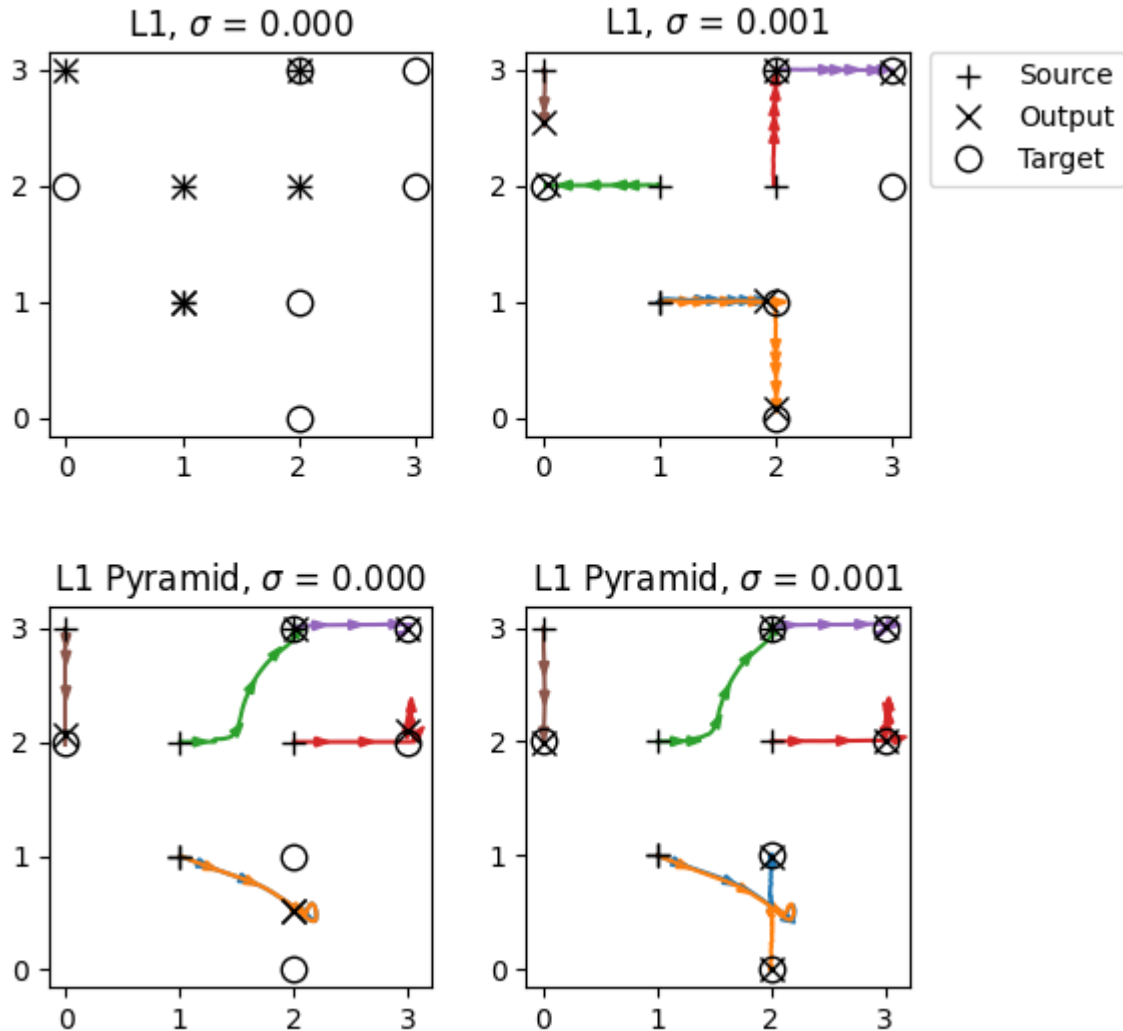 L1, σ = 0.000
3
2
1
0
0 1 2 3
L1, σ = 0.001
3
2
1
0
0 1 2 3
Source
Output
Target
L1 Pyramid, σ = 0.000
3
2
1
0
0 1 2 3
L1 Pyramid, σ = 0.001
3
2
1
0
0 1 2 3